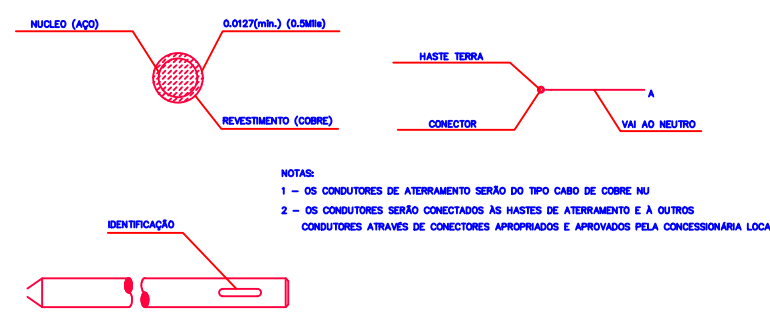 NUCLEO (AÇO)
0.0127(min.) (0.5Mils)
REVESTIMENTO (COBRE)
HASTE TERRA
CONECTOR
A
VAI AO NEUTRO
NOTAS:
1 – OS CONDUTORES DE ATERRAMENTO SERÃO DO TIPO CABO DE COBRE NU
2 – OS CONDUTORES SERÃO CONECTADOS ÀS HASTES DE ATERRAMENTO E À OUTROS
CONDUTORES ATRAVÉS DE CONECTORES APROPRIADOS E APROVADOS PELA CONCESSIONÁRIA LOCA
IDENTIFICAÇÃO